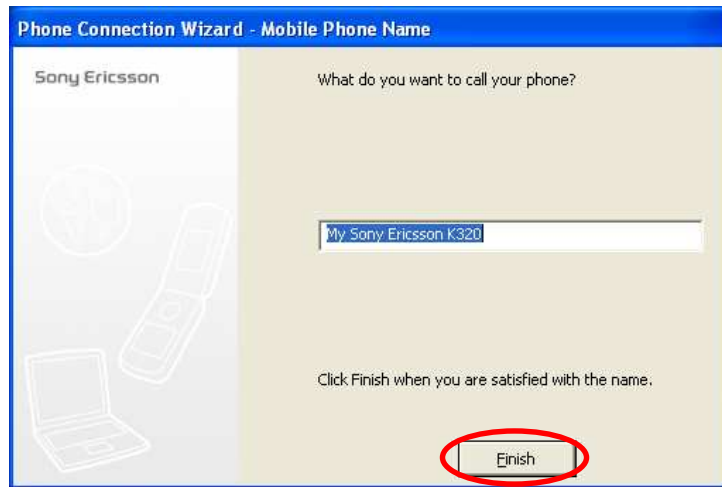 Phone Connection Wizard - Mobile Phone Name
Sony Ericsson
What do you want to call your phone?
My Sony Ericsson K320
Click Finish when you are satisfied with the name.
Finish